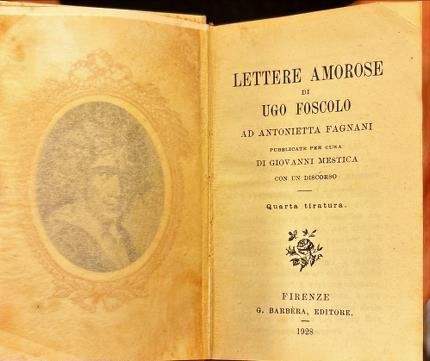 LETTERE AMOROSE
DI
UGO FOSCOLO
AD ANTONIETTA FAGNANI
PUBBLICATE PER CURA
DI GIOVANNI MESTICA
CON UN DISCORSO
Quarta tiratura.
FIRENZE
G. BARBÈRA, EDITORE.
1928